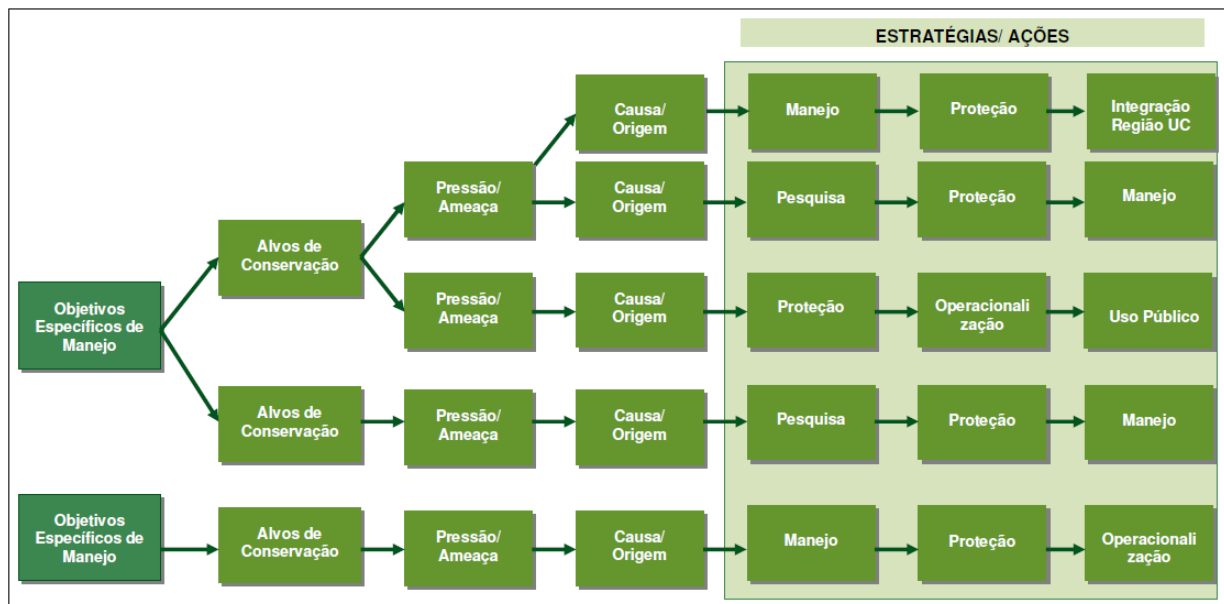 ESTRATÉGIAS/ AÇÕES
Causa/
Origem
Manejo
Proteção
Integração
Região UC
Pressão/
Ameaça
Causa/
Origem
Pesquisa
Proteção
Manejo
Alvos de
Conservação
Objetivos
Específicos de
Manejo
Pressão/
Ameaça
Causa/
Origem
Proteção
Operacionali
zação
Uso Público
Alvos de
Conservação
Pressão/
Ameaça
Causa/
Origem
Pesquisa
Proteção
Manejo
Objetivos
Específicos de
Manejo
Alvos de
Conservação
Pressão/
Ameaça
Causa/
Origem
Manejo
Proteção
Operacionali
zação